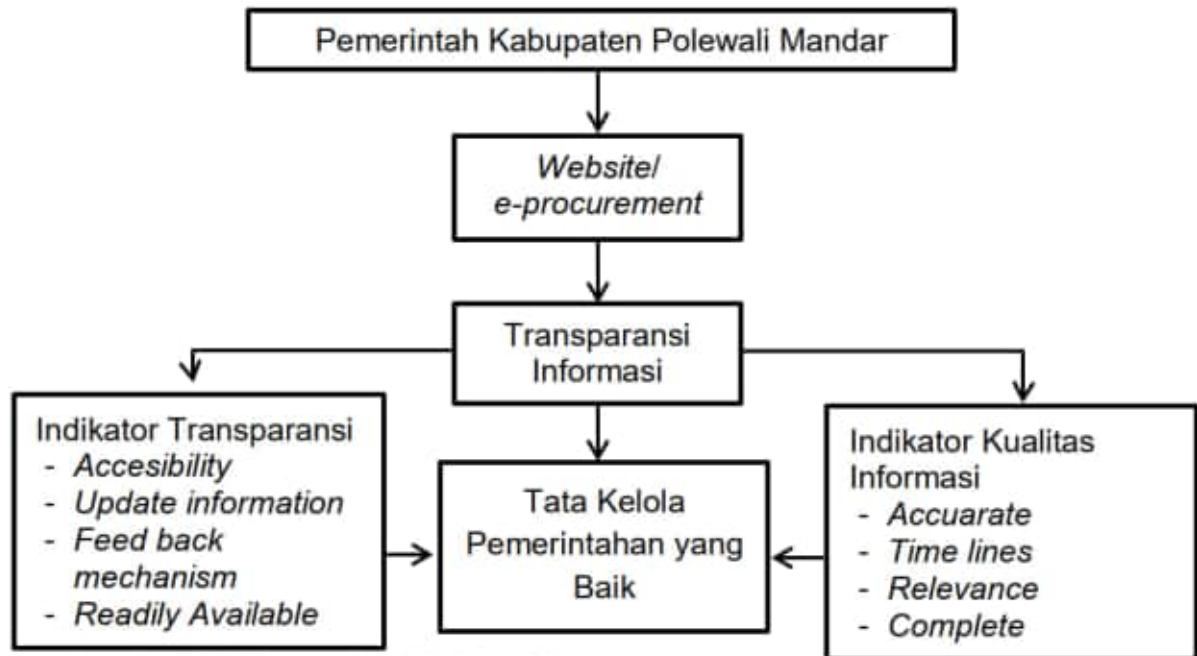 Pemerintah Kabupaten Polewali Mandar
Website/
e-procurement
Transparansi
Informasi
Indikator Transparansi
- Accesibility
- Update information
- Feed back
mechanism
- Readily Available
Tata Kelola
Pemerintahan yang
Baik
Indikator Kualitas
Informasi
- Accuarate
- Time lines
- Relevance
- Complete